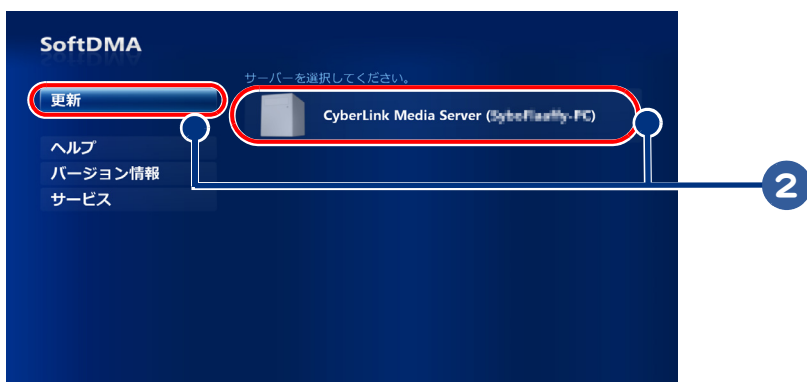 SoftDMA
サーバーを選択してください。
更新
CyberLink Media Server ( -PC)
ヘルプ
バージョン情報
サービス
2